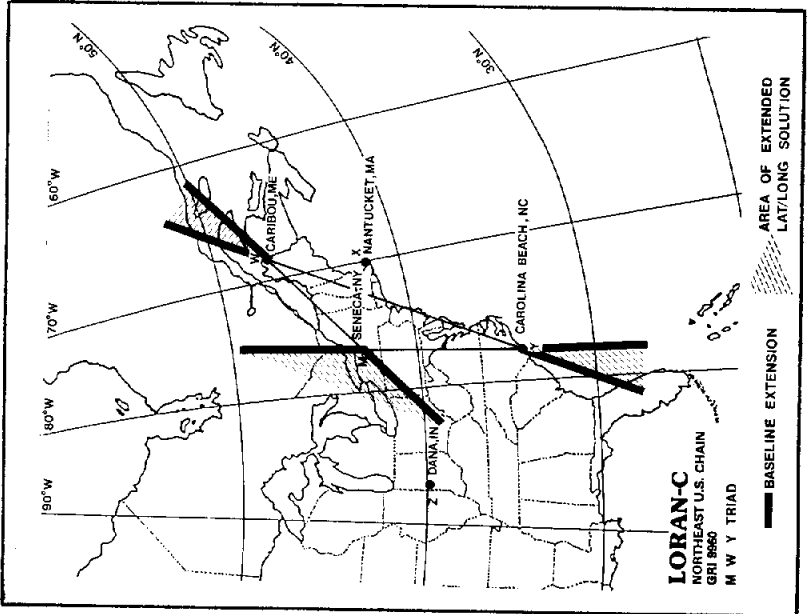 60°W
50°N
40°N
30°N
70°W
80°W
90°W
W
CARIBOU, ME
X
NANTUCKET, MA
SENECA, NY
M
CAROLINA BEACH, NC
Y
DANA, IN
Z
LORAN-C
NORTHEAST U.S. CHAIN
GRI 9960
M W Y TRIAD
BASELINE EXTENSION
AREA OF EXTENDED
LAT/LONG SOLUTION